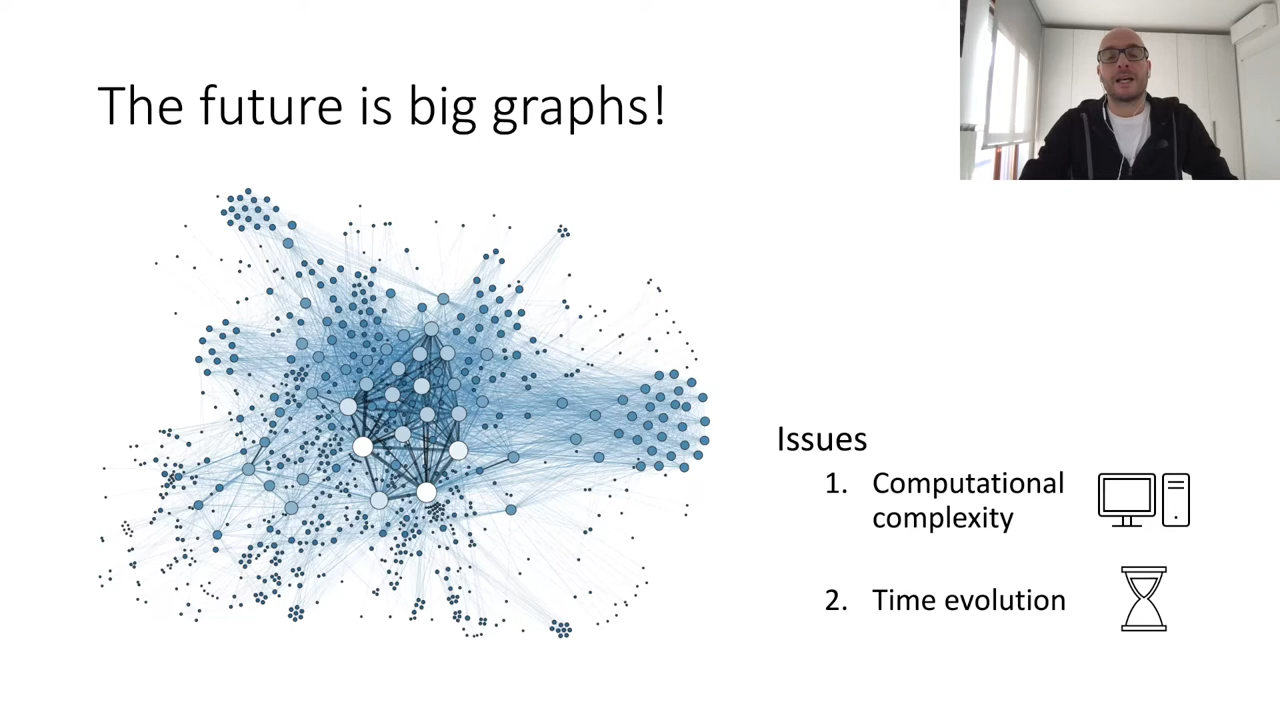 The future is big graphs!
Issues
1. Computational
complexity
2. Time evolution